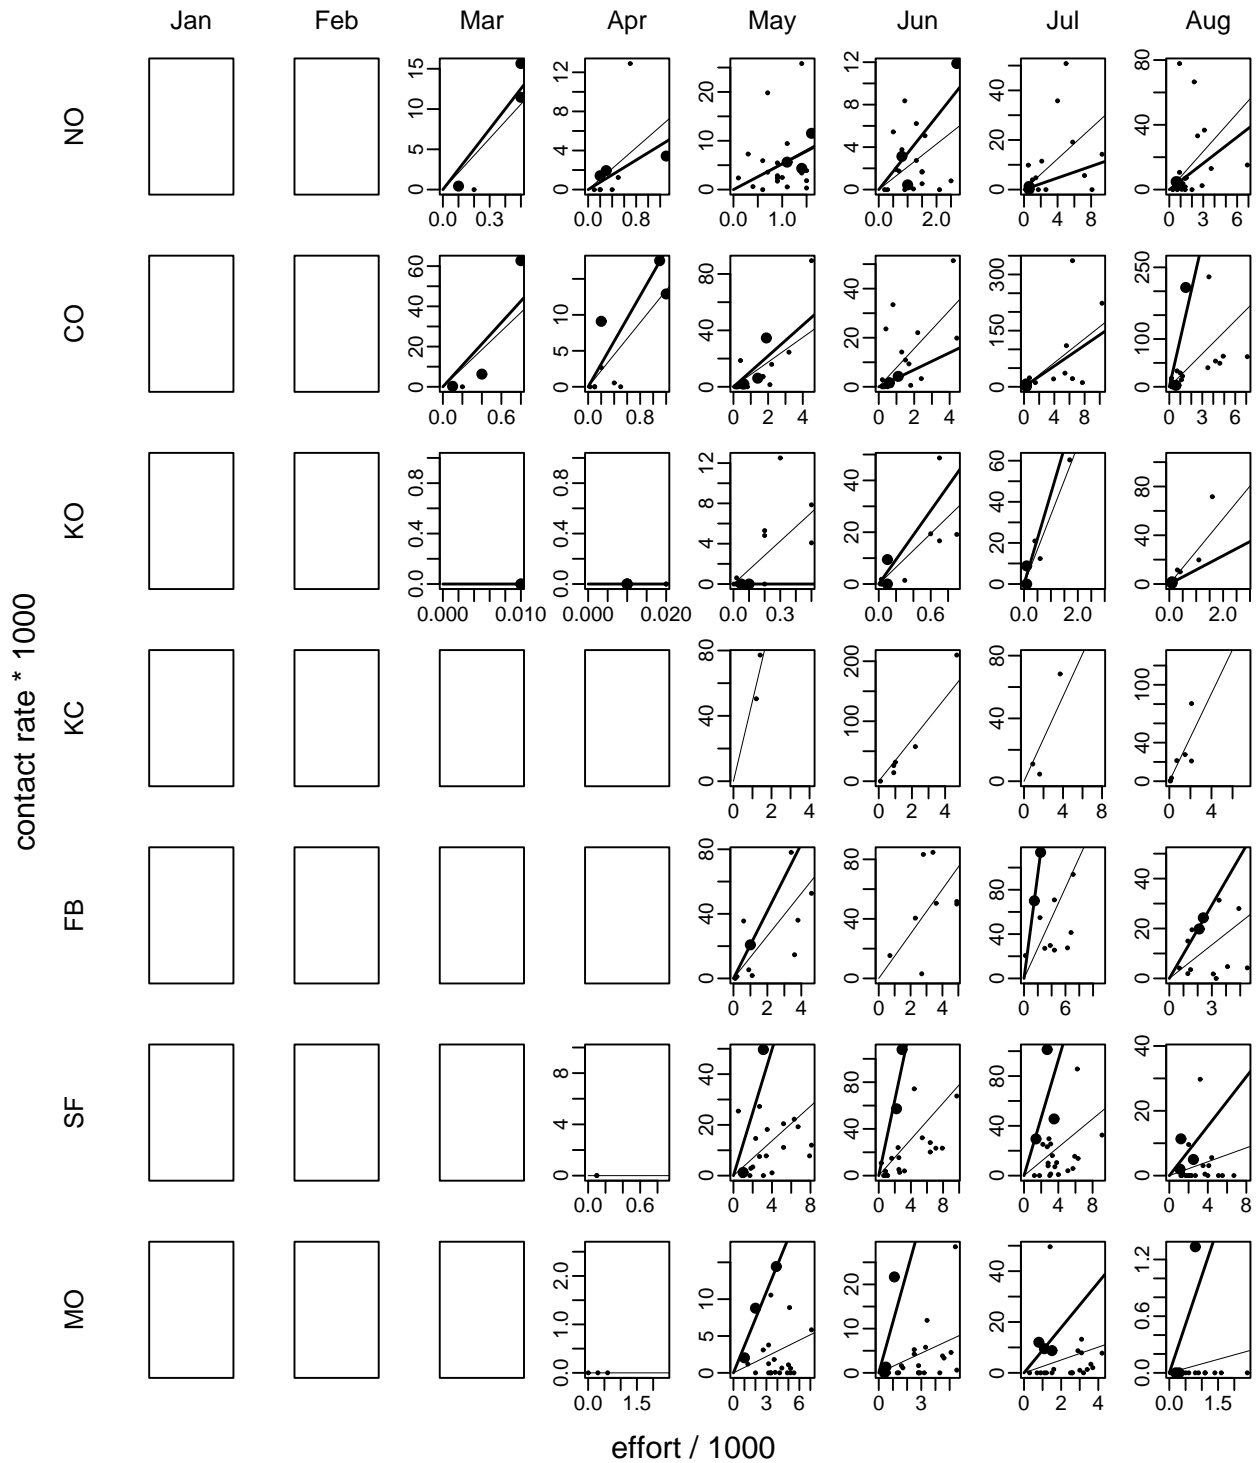 Jan Feb Mar Apr May Jun Jul Aug
NO
0 5 10 15
0.3
0 4 8 12
0.0 0.8
0 10 20
0.0 1.0
0 4 8 12
0.0 2.0
0 20 40
0 4 8
0 40 80
0 3 6
CO
0 20 40 60
0.6
0 5 10
0.0 0.8
0 40 80
0 2 4
0 20 40
0 2 4
0 150 300
0 4 8
0 100 250
0 3 6
KO
0.0 0.4 0.8
0.000 0.010
0.0 0.4 0.8
0.000 0.020
0 4 8 12
0.3
0 20 40
0.0 0.6
0 20 40 60
0.0 2.0
0 40 80
0.0 2.0
KC
0 40 80
0 2 4
0 100 200
0 2 4
0 40 80
0 4 8
0 40 100
0 4
FB
0 40 80
0 2 4
0 40 80
0 2 4
0 40 80
0 6
0 20 40
0 3
SF
0 4 8
0.0 0.6
0 20 40
0 4 8
0 40 80
0 4 8
0 40 80
0 4 8
0 20 40
0 4 8
MO
0.0 1.0 2.0
0.0 1.5
0 5 10
0 3 6
0 10 20
0 3
0 20 40
0 2 4
0.0 0.6 1.2
0.0 1.5
contact rate * 1000
effort / 1000